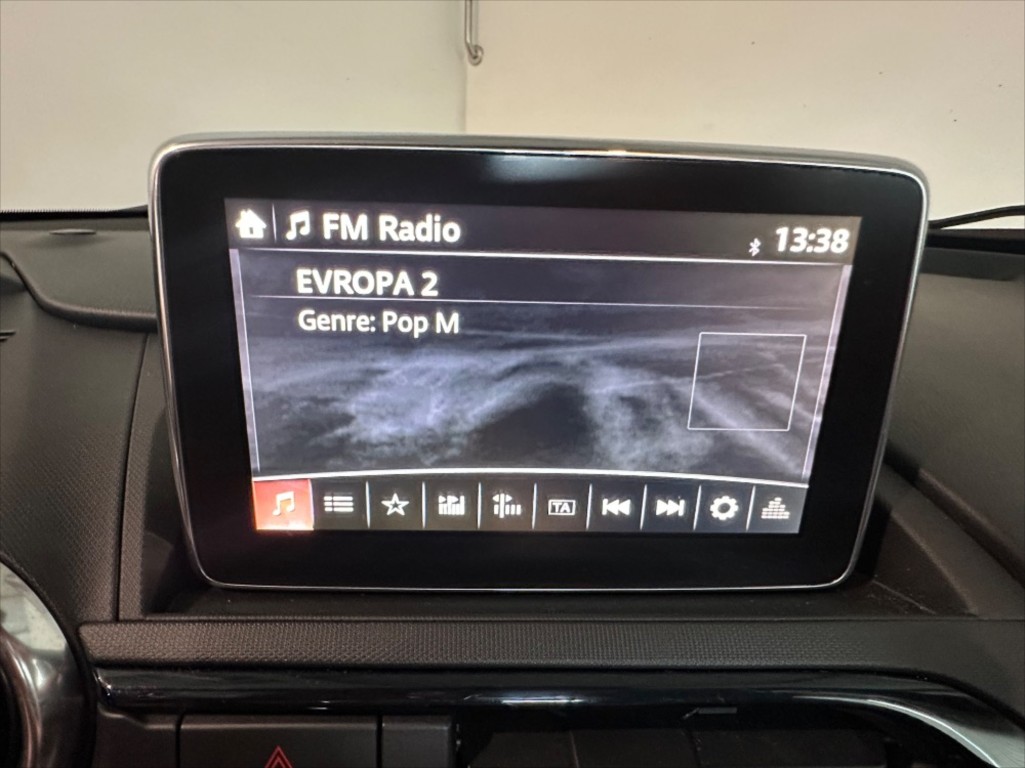 FM Radio
13:38
EVROPA 2
Genre: Pop M
TA